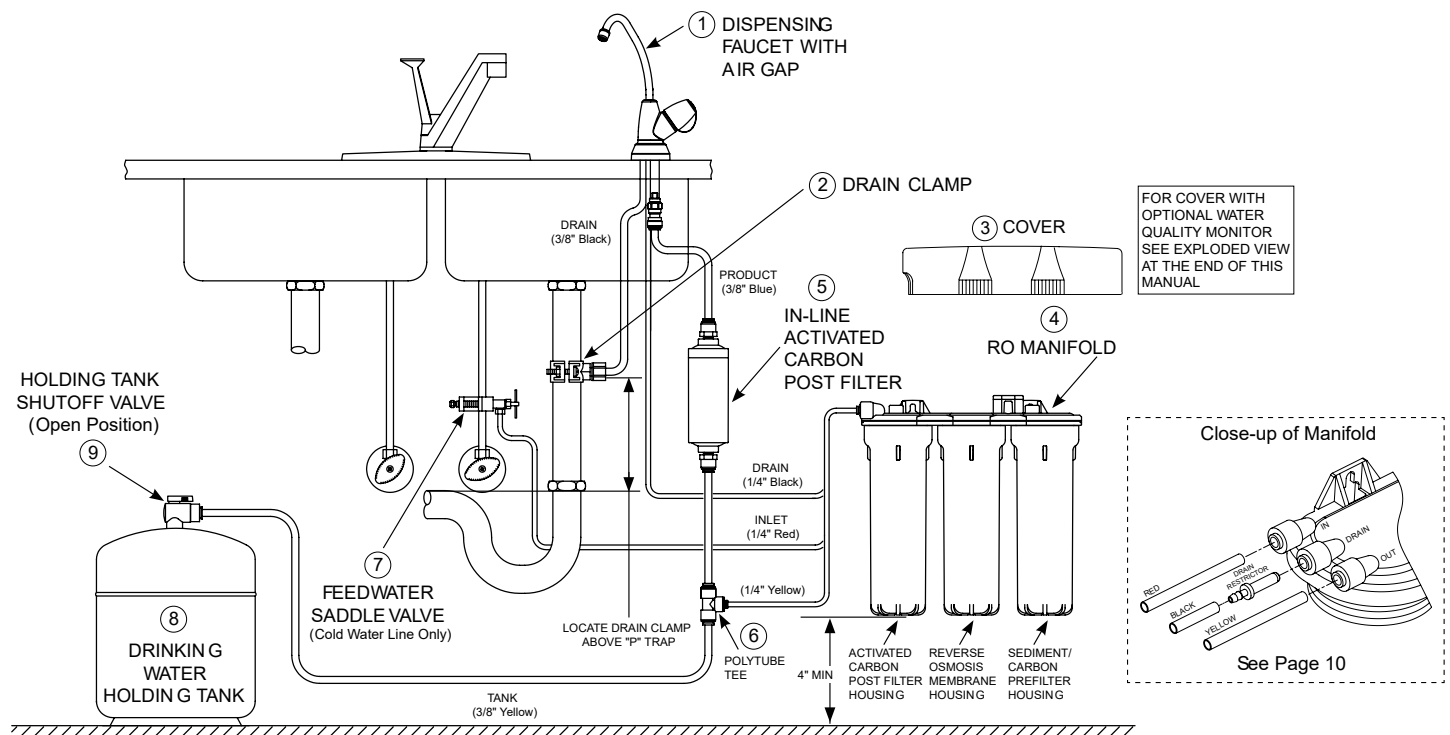 1 DISPENSING
FAUCET WITH
AIR GAP
2 DRAIN CLAMP
DRAIN
(3/8" Black)
3 COVER
FOR COVER WITH
OPTIONAL WATER
QUALITY MONITOR
SEE EXPLODED VIEW
AT THE END OF THIS
MANUAL
PRODUCT
(3/8" Blue)
5
IN-LINE
ACTIVATED
CARBON
POST FILTER
4
RO MANIFOLD
HOLDING TANK
SHUTOFF VALVE
(Open Position)
9
DRAIN
(1/4" Black)
INLET
(1/4" Red)
7
FEEDWATER
SADDLE VALVE
(Cold Water Line Only)
(1/4" Yellow)
LOCATE DRAIN CLAMP
ABOVE "P" TRAP
6
POLYTUBE
TEE
8
DRINKING
WATER
HOLDING TANK
TANK
(3/8" Yellow)
4" MIN
ACTIVATED
CARBON
POST FILTER
HOUSING
REVERSE
OSMOSIS
MEMBRANE
HOUSING
SEDIMENT/
CARBON
PREFILTER
HOUSING
Close-up of Manifold
IN
DRAIN
OUT
RED
BLACK
DRAIN
RESTRICTOR
YELLOW
See Page 10